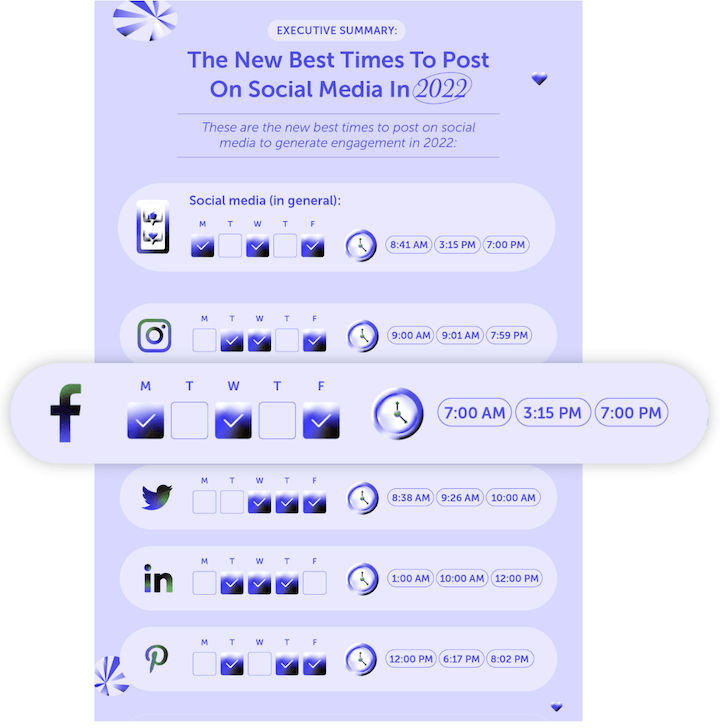 EXECUTIVE SUMMARY:
The New Best Times To Post
On Social Media In 2022
These are the new best times to post on social
media to generate engagement in 2022:
Social media (in general):
M T W T F
8:41 AM 3:15 PM 7:00 PM
M T W T F
9:00 AM 9:01 AM 7:59 PM
f
M T W T F
7:00 AM 3:15 PM 7:00 PM
M T W T F
8:38 AM 9:26 AM 10:00 AM
M T W T F
in
1:00 AM 10:00 AM 12:00 PM
M T W T F
12:00 PM 6:17 PM 8:02 PM